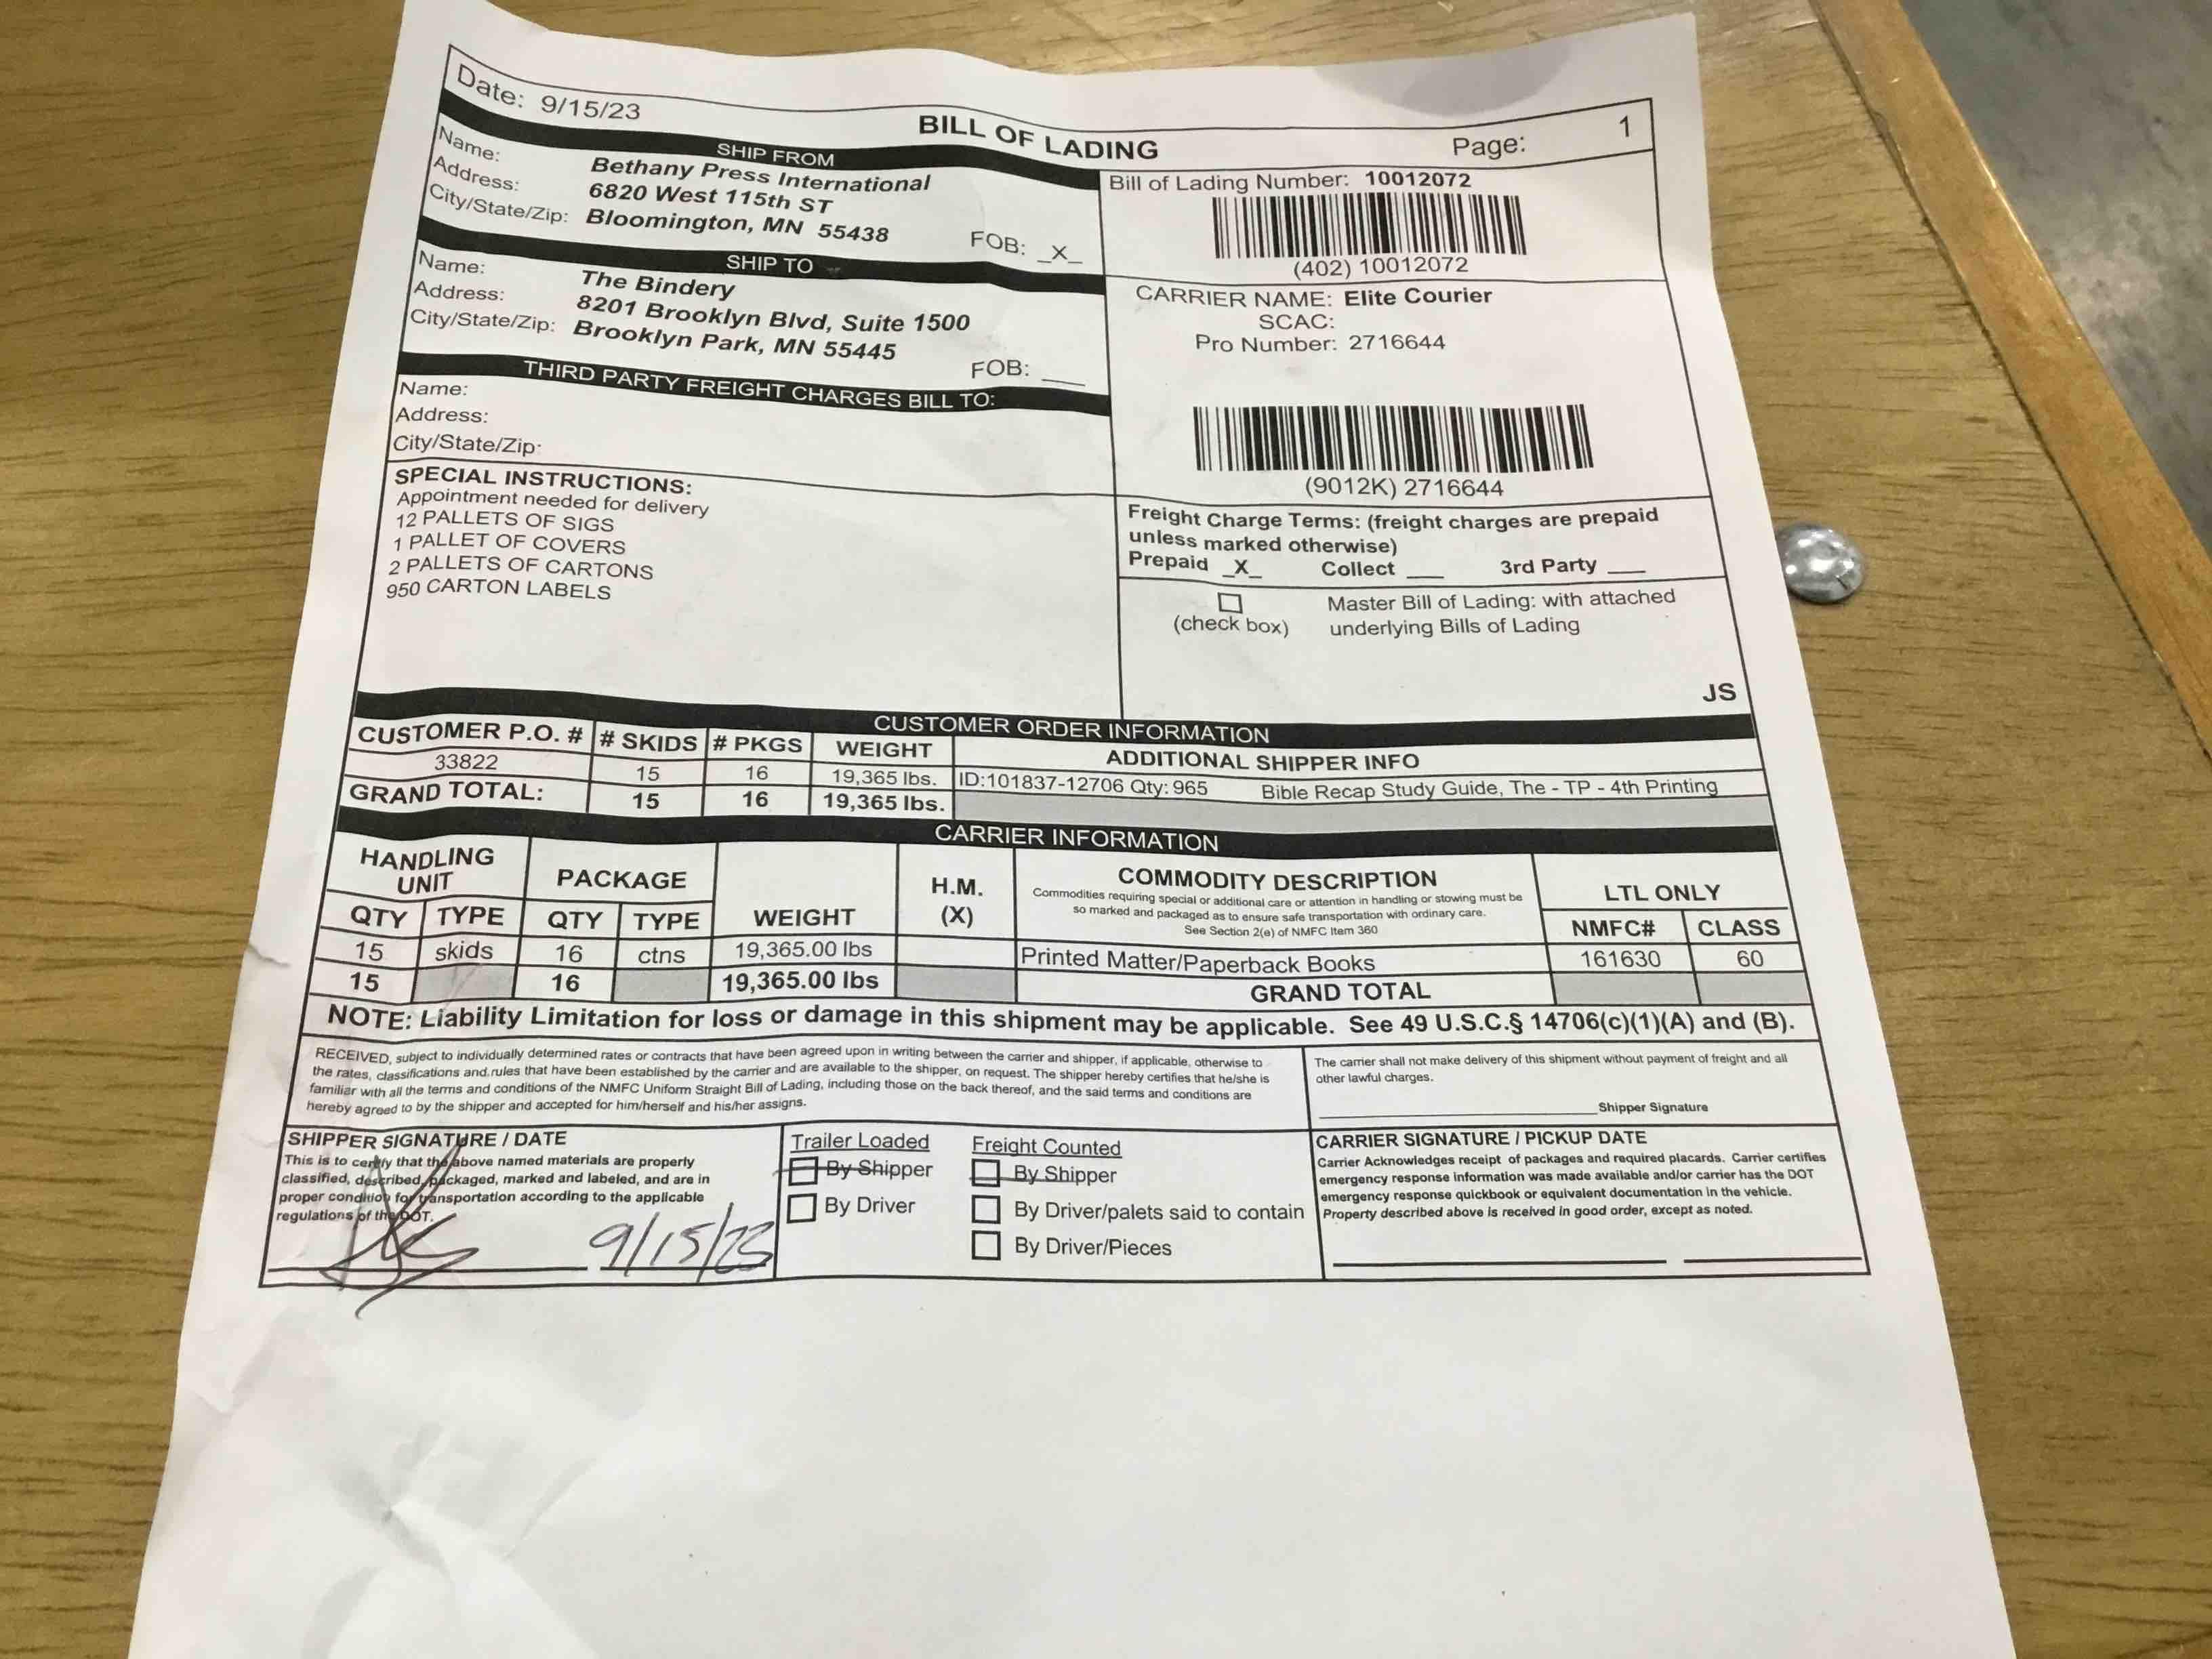 Date: 9/15/23
BILL OF LADING
Page: 1
SHIP FROM
Name: Bethany Press International
Address: 6820 West 115th ST
City/State/Zip: Bloomington, MN 55438
FOB: _X_
Bill of Lading Number: 10012072
(402) 10012072
SHIP TO
Name: The Bindery
Address: 8201 Brooklyn Blvd, Suite 1500
City/State/Zip: Brooklyn Park, MN 55445
FOB: ___
CARRIER NAME: Elite Courier
SCAC:
Pro Number: 2716644
(9012K) 2716644
THIRD PARTY FREIGHT CHARGES BILL TO:
Name:
Address:
City/State/Zip:
SPECIAL INSTRUCTIONS:
Appointment needed for delivery
12 PALLETS OF SIGS
1 PALLET OF COVERS
2 PALLETS OF CARTONS
950 CARTON LABELS
Freight Charge Terms: (freight charges are prepaid
unless marked otherwise)
Prepaid _X_ Collect ___ 3rd Party ___
(check box)
Master Bill of Lading: with attached
underlying Bills of Lading
JS
CUSTOMER ORDER INFORMATION
CUSTOMER P.O. # # SKIDS # PKGS WEIGHT ADDITIONAL SHIPPER INFO
33822 15 16 19,365 lbs. ID:101837-12706 Qty: 965 Bible Recap Study Guide, The - TP - 4th Printing
GRAND TOTAL: 15 16 19,365 lbs.
CARRIER INFORMATION
HANDLING
UNIT
PACKAGE
WEIGHT
H.M.
(X)
COMMODITY DESCRIPTION
Commodities requiring special or additional care or attention in handling or stowing must be
so marked and packaged as to ensure safe transportation with ordinary care.
See Section 2(e) of NMFC Item 360
LTL ONLY
QTY TYPE QTY TYPE NMFC# CLASS
15 skids 16 ctns 19,365.00 lbs Printed Matter/Paperback Books 161630 60
15 16 19,365.00 lbs GRAND TOTAL
NOTE: Liability Limitation for loss or damage in this shipment may be applicable. See 49 U.S.C.§ 14706(c)(1)(A) and (B).
RECEIVED, subject to individually determined rates or contracts that have been agreed upon in writing between the carrier and shipper, if applicable, otherwise to
the rates, classifications and rules that have been established by the carrier and are available to the shipper, on request. The shipper hereby certifies that he/she is
familiar with all the terms and conditions of the NMFC Uniform Straight Bill of Lading, including those on the back thereof, and the said terms and conditions are
hereby agreed to by the shipper and accepted for him/herself and his/her assigns.
The carrier shall not make delivery of this shipment without payment of freight and all
other lawful charges.
Shipper Signature
SHIPPER SIGNATURE / DATE
This is to certify that the above named materials are properly
classified, described, packaged, marked and labeled, and are in
proper condition for transportation according to the applicable
regulations of the DOT.
9/15/23
Trailer Loaded
By Shipper
By Driver
Freight Counted
By Shipper
By Driver/palets said to contain
By Driver/Pieces
CARRIER SIGNATURE / PICKUP DATE
Carrier Acknowledges receipt of packages and required placards. Carrier certifies
emergency response information was made available and/or carrier has the DOT
emergency response quickbook or equivalent documentation in the vehicle.
Property described above is received in good order, except as noted.